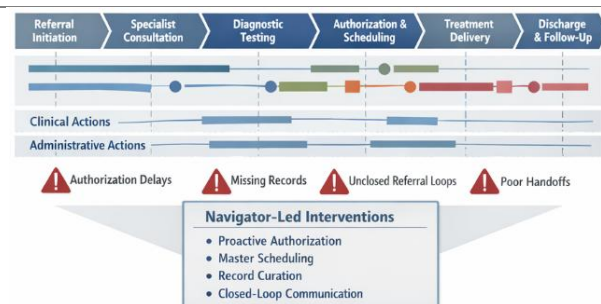 Referral Initiation
Specialist Consultation
Diagnostic Testing
Authorization & Scheduling
Treatment Delivery
Discharge & Follow-Up
Clinical Actions
Administrative Actions
Authorization Delays
Missing Records
Unclosed Referral Loops
Poor Handoffs
Navigator-Led Interventions
• Proactive Authorization
• Master Scheduling
• Record Curation
• Closed-Loop Communication